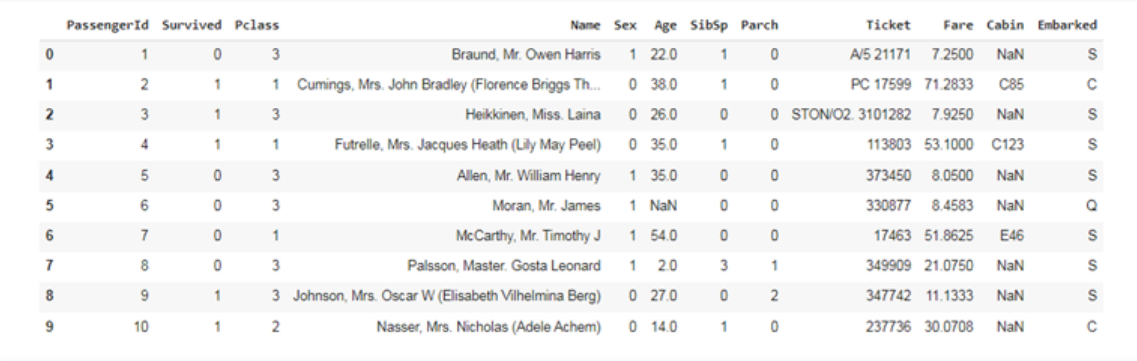 PassengerId Survived Pclass Name Sex Age SibSp Parch Ticket Fare Cabin Embarked
0 1 0 3 Braund, Mr. Owen Harris 1 22.0 1 0 A/5 21171 7.2500 NaN S
1 2 1 1 Cumings, Mrs. John Bradley (Florence Briggs Th... 0 38.0 1 0 PC 17599 71.2833 C85 C
2 3 1 3 Heikkinen, Miss. Laina 0 26.0 0 0 STON/O2. 3101282 7.9250 NaN S
3 4 1 1 Futrelle, Mrs. Jacques Heath (Lily May Peel) 0 35.0 1 0 113803 53.1000 C123 S
4 5 0 3 Allen, Mr. William Henry 1 35.0 0 0 373450 8.0500 NaN S
5 6 0 3 Moran, Mr. James 1 NaN 0 0 330877 8.4583 NaN Q
6 7 0 1 McCarthy, Mr. Timothy J 1 54.0 0 0 17463 51.8625 E46 S
7 8 0 3 Palsson, Master. Gosta Leonard 1 2.0 3 1 349909 21.0750 NaN S
8 9 1 3 Johnson, Mrs. Oscar W (Elisabeth Vilhelmina Berg) 0 27.0 0 2 347742 11.1333 NaN S
9 10 1 2 Nasser, Mrs. Nicholas (Adele Achem) 0 14.0 1 0 237736 30.0708 NaN C